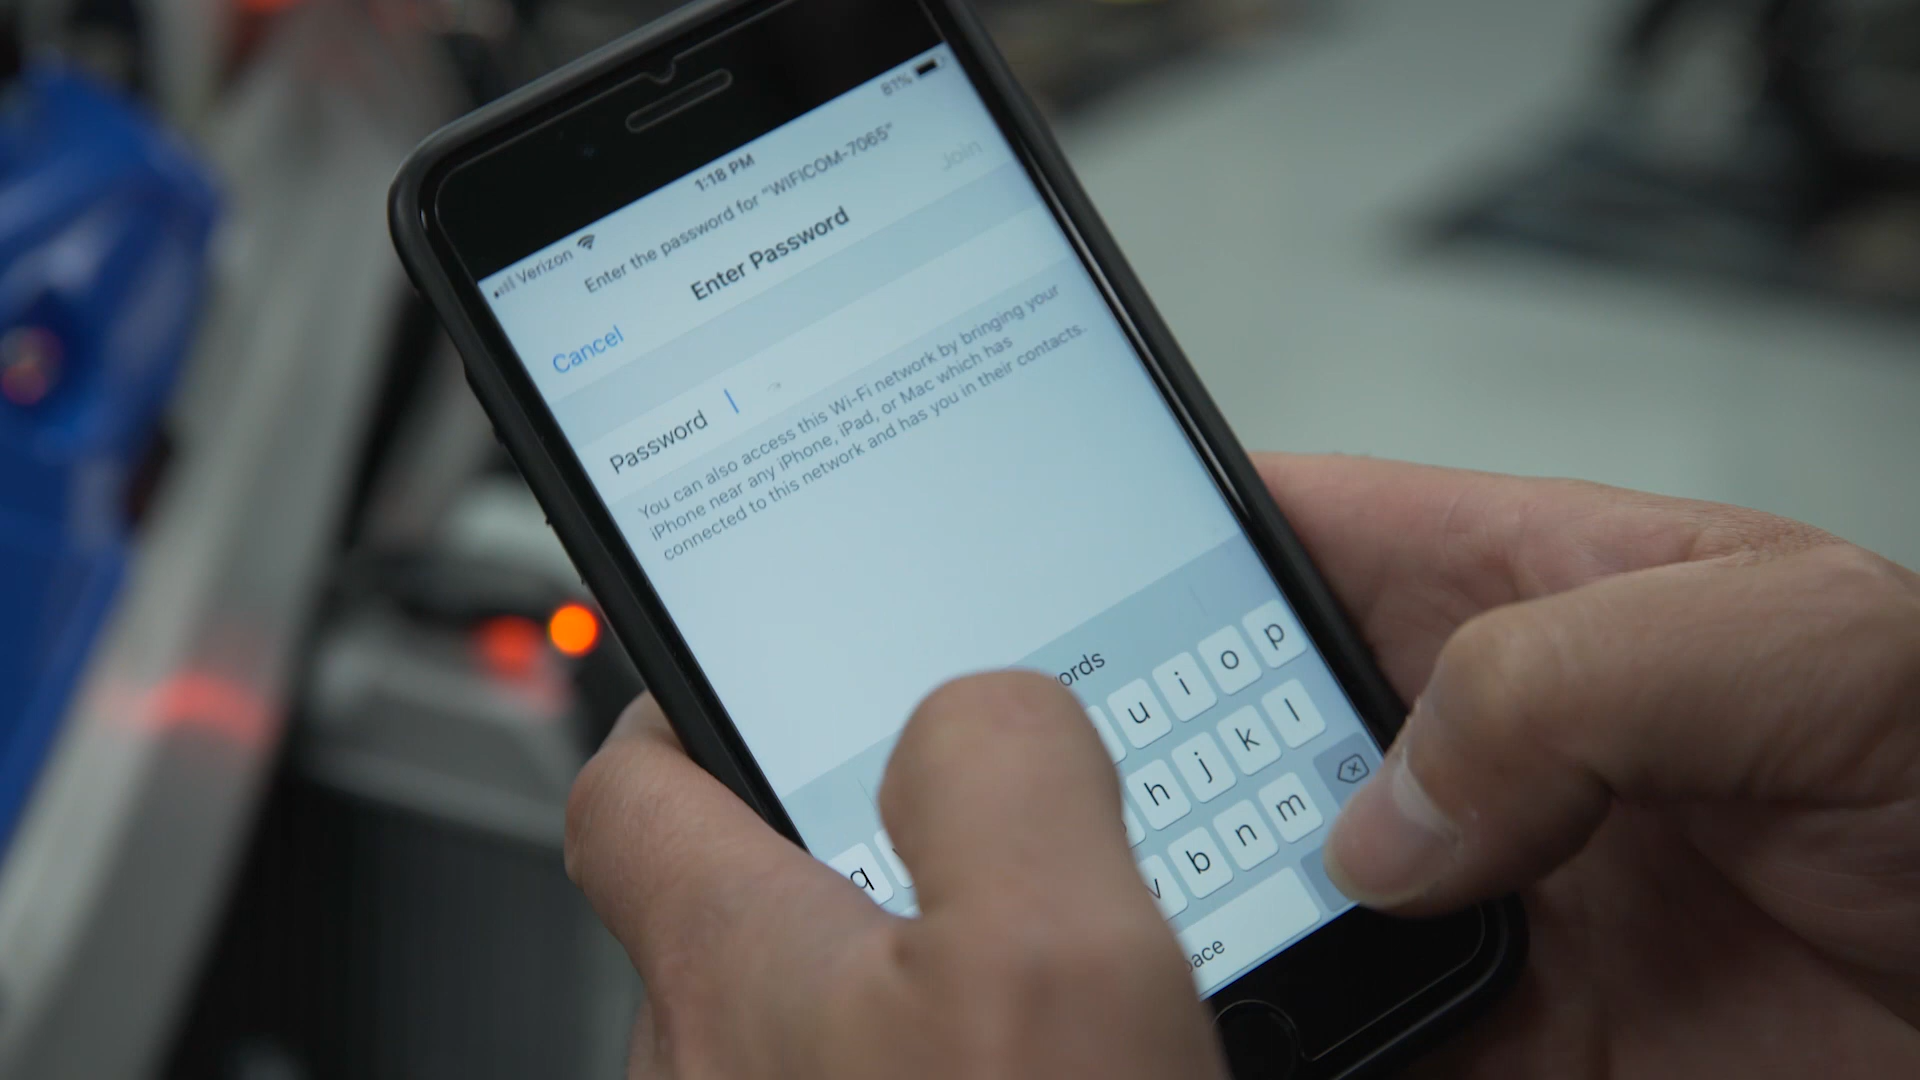 Verizon 1:18 PM 81%
Enter the password for “WIFICOM-7065”
Cancel Enter Password Join
Password
You can also access this Wi-Fi network by bringing your
iPhone near any iPhone, iPad, or Mac which has
connected to this network and has you in their contacts.
ords
q u i o p
h j k l
v b n m
ace